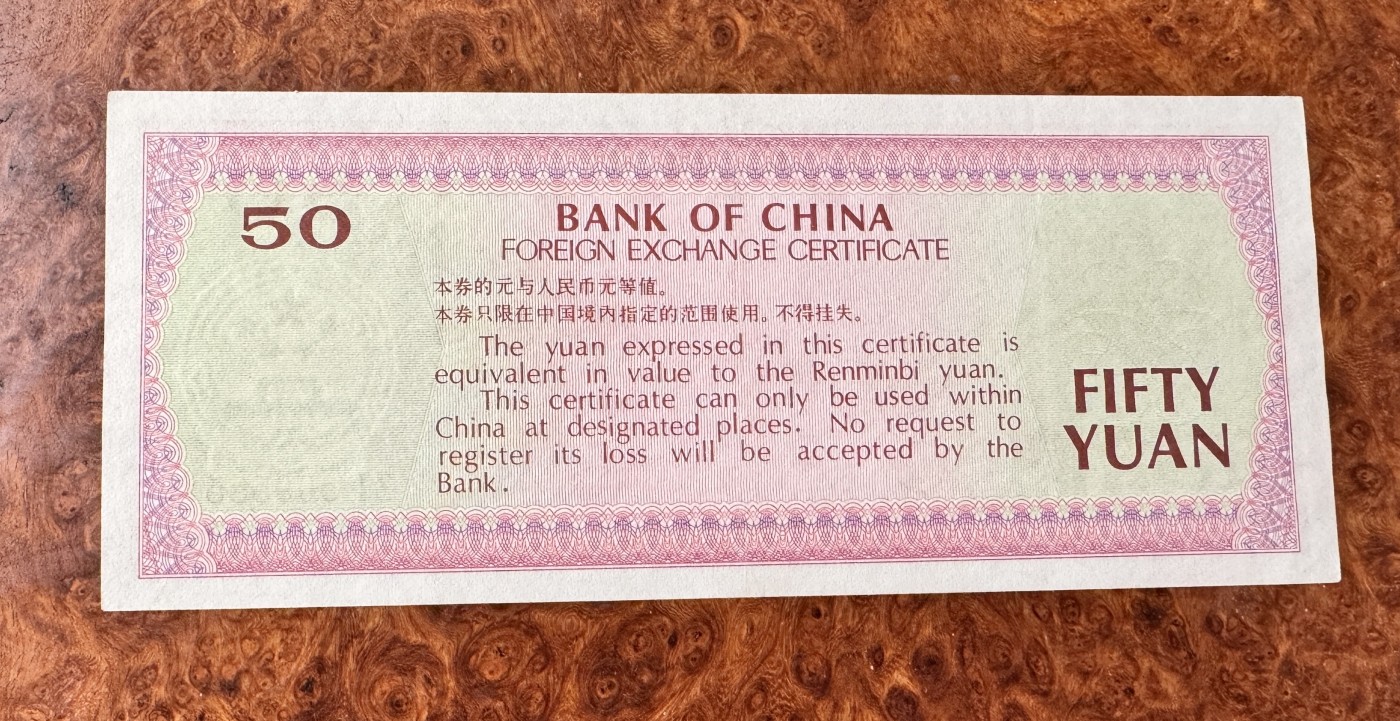 50
BANK OF CHINA
FOREIGN EXCHANGE CERTIFICATE
本券的元与人民币元等值。
本券只限在中国境内指定的范围使用。不得挂失。
The yuan expressed in this certificate is
equivalent in value to the Renminbi yuan.
This certificate can only be used within
China at designated places. No request to
register its loss will be accepted by the
Bank.
FIFTY
YUAN